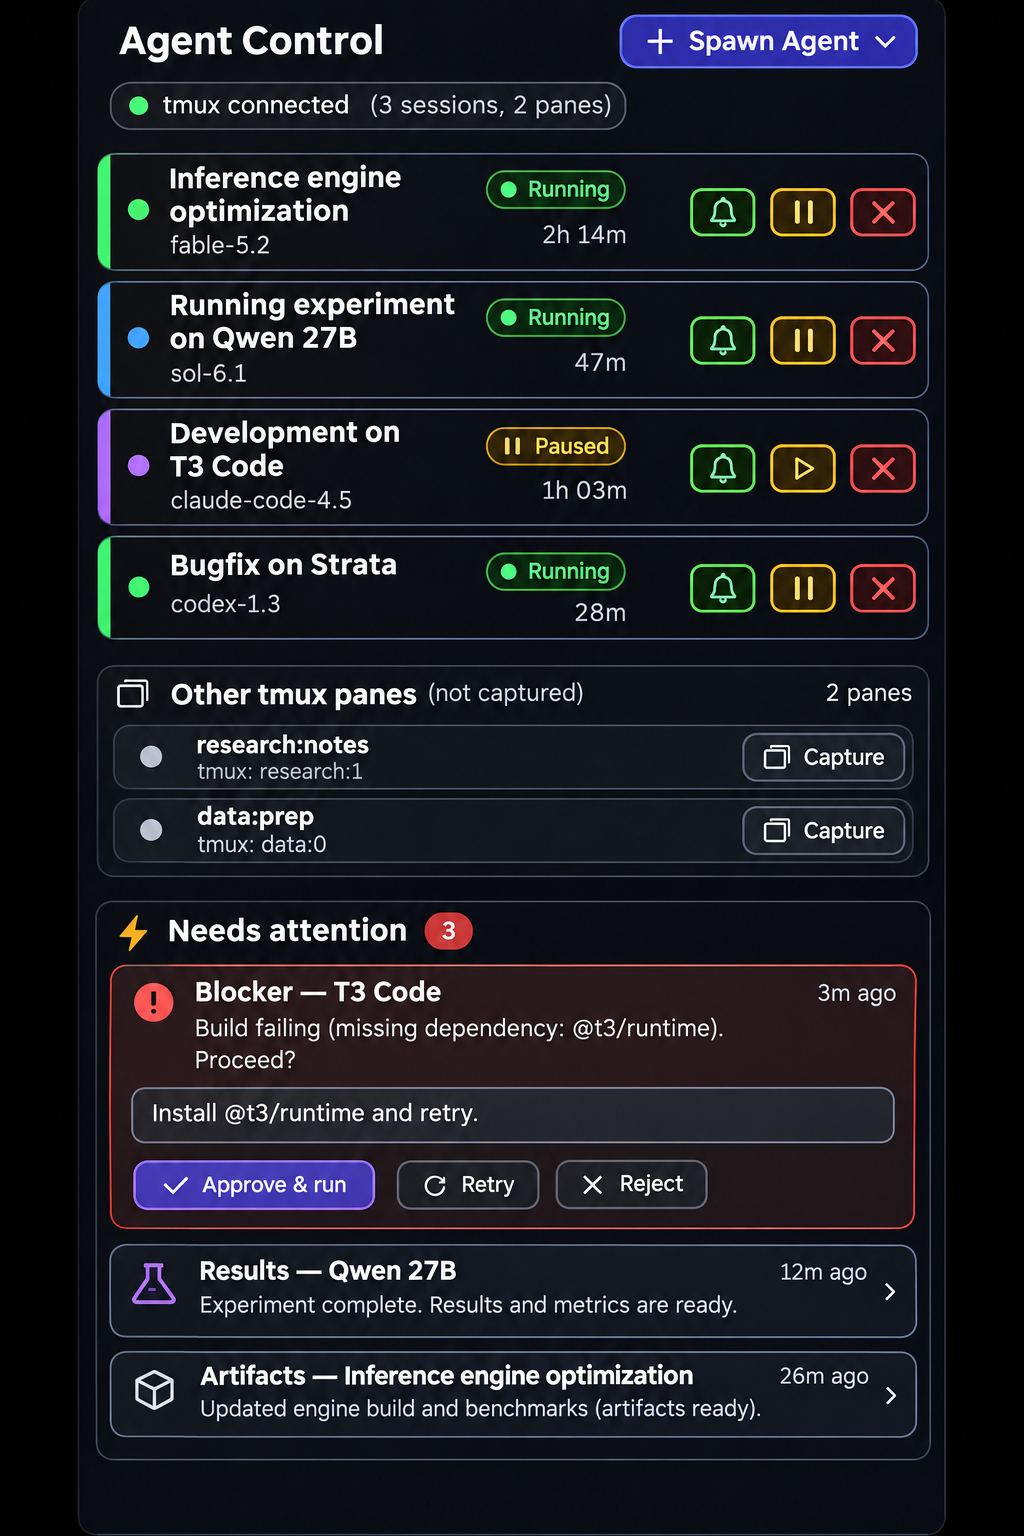 Agent Control
Spawn Agent
tmux connected (3 sessions, 2 panes)
Inference engine
optimization
fable-5.2
Running
2h 14m
Running experiment
on Qwen 27B
sol-6.1
Running
47m
Development on
T3 Code
claude-code-4.5
Paused
1h 03m
Bugfix on Strata
codex-1.3
Running
28m
Other tmux panes (not captured)
2 panes
research:notes
tmux: research:1
Capture
data:prep
tmux: data:0
Capture
Needs attention 3
Blocker — T3 Code
3m ago
Build failing (missing dependency: @t3/runtime).
Proceed?
Install @t3/runtime and retry.
Approve & run
Retry
Reject
Results — Qwen 27B
12m ago
Experiment complete. Results and metrics are ready.
Artifacts — Inference engine optimization
26m ago
Updated engine build and benchmarks (artifacts ready).